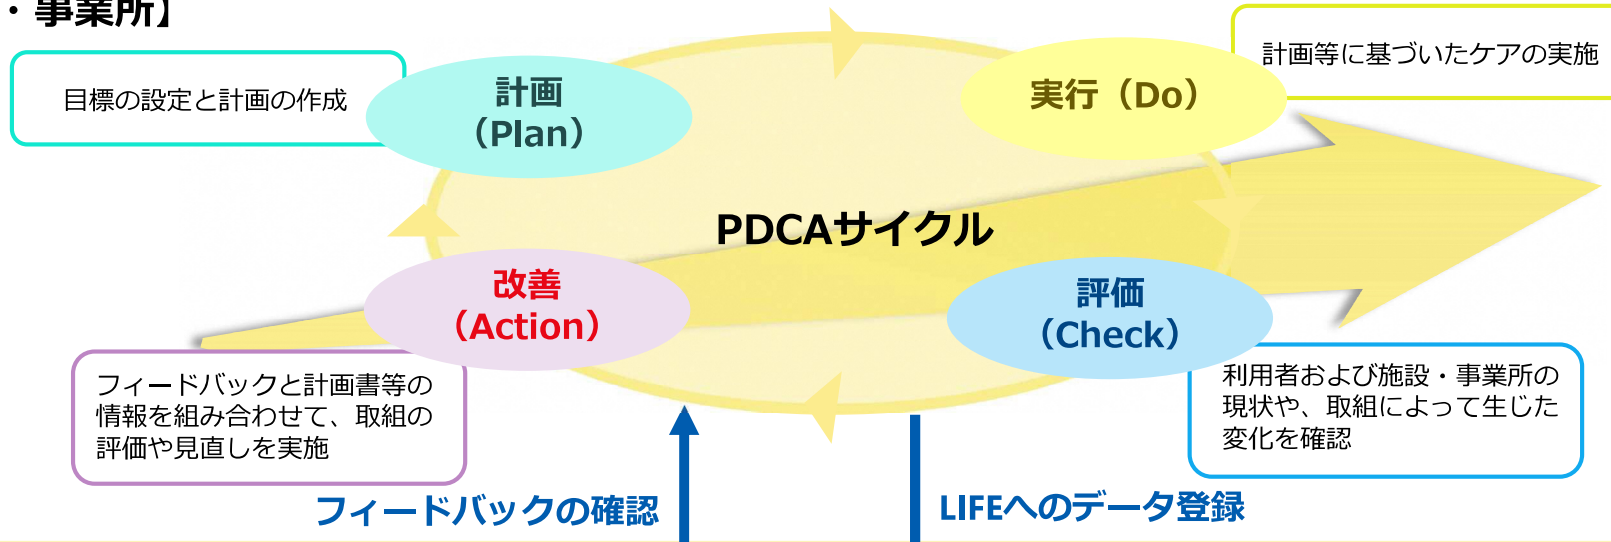 ・事業所】
目標の設定と計画の作成
計画
（Plan）
実行（Do）
計画等に基づいたケアの実施
PDCAサイクル
改善
（Action）
評価
（Check）
フィードバックと計画書等の
情報を組み合わせて、取組の
評価や見直しを実施
利用者および施設・事業所の
現状や、取組によって生じた
変化を確認
フィードバックの確認
LIFEへのデータ登録